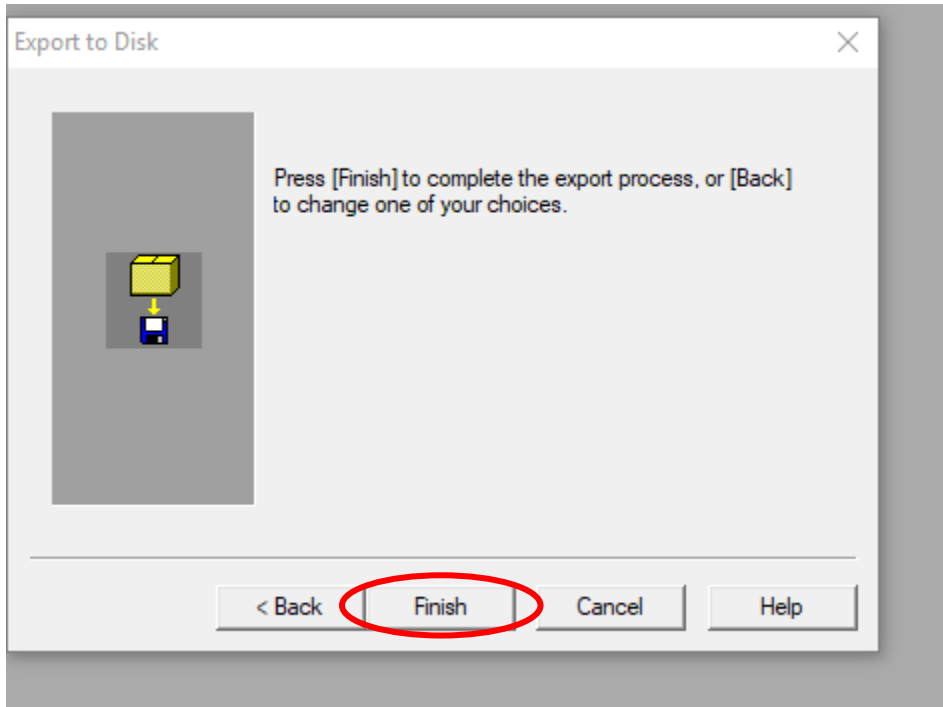 Export to Disk
Press [Finish] to complete the export process, or [Back]
to change one of your choices.
< Back Finish Cancel Help